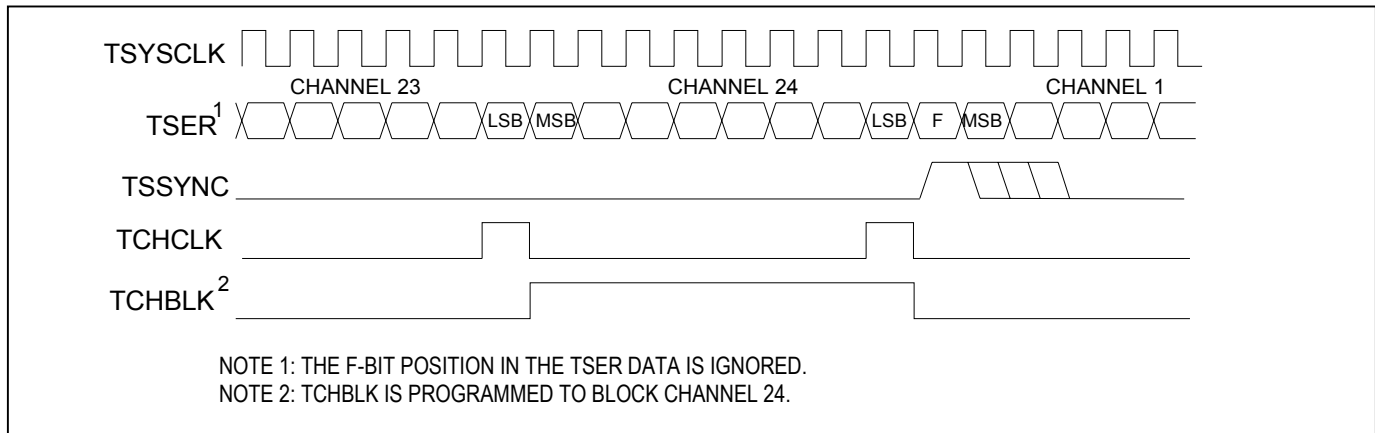 TSYSCLK
CHANNEL 23 CHANNEL 24 CHANNEL 1
TSER1 LSB MSB LSB F MSB
TSSYNC
TCHCLK
TCHBLK2
NOTE 1: THE F-BIT POSITION IN THE TSER DATA IS IGNORED.
NOTE 2: TCHBLK IS PROGRAMMED TO BLOCK CHANNEL 24.